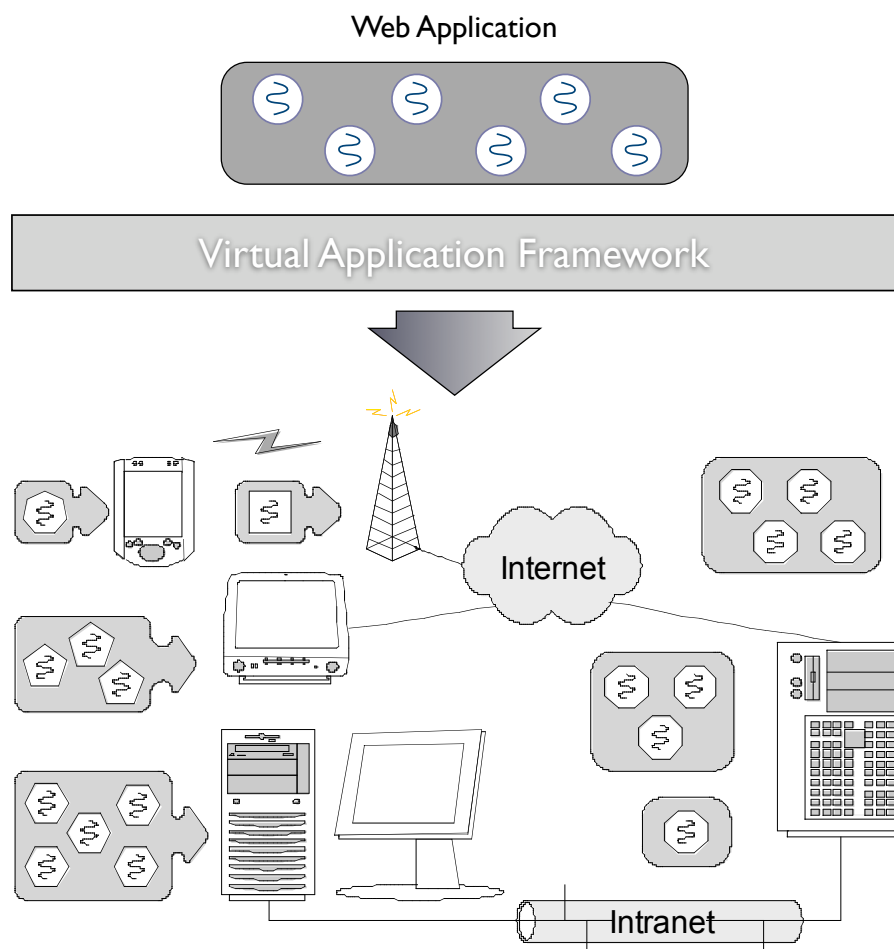 Web Application
Virtual Application Framework
Internet
Intranet